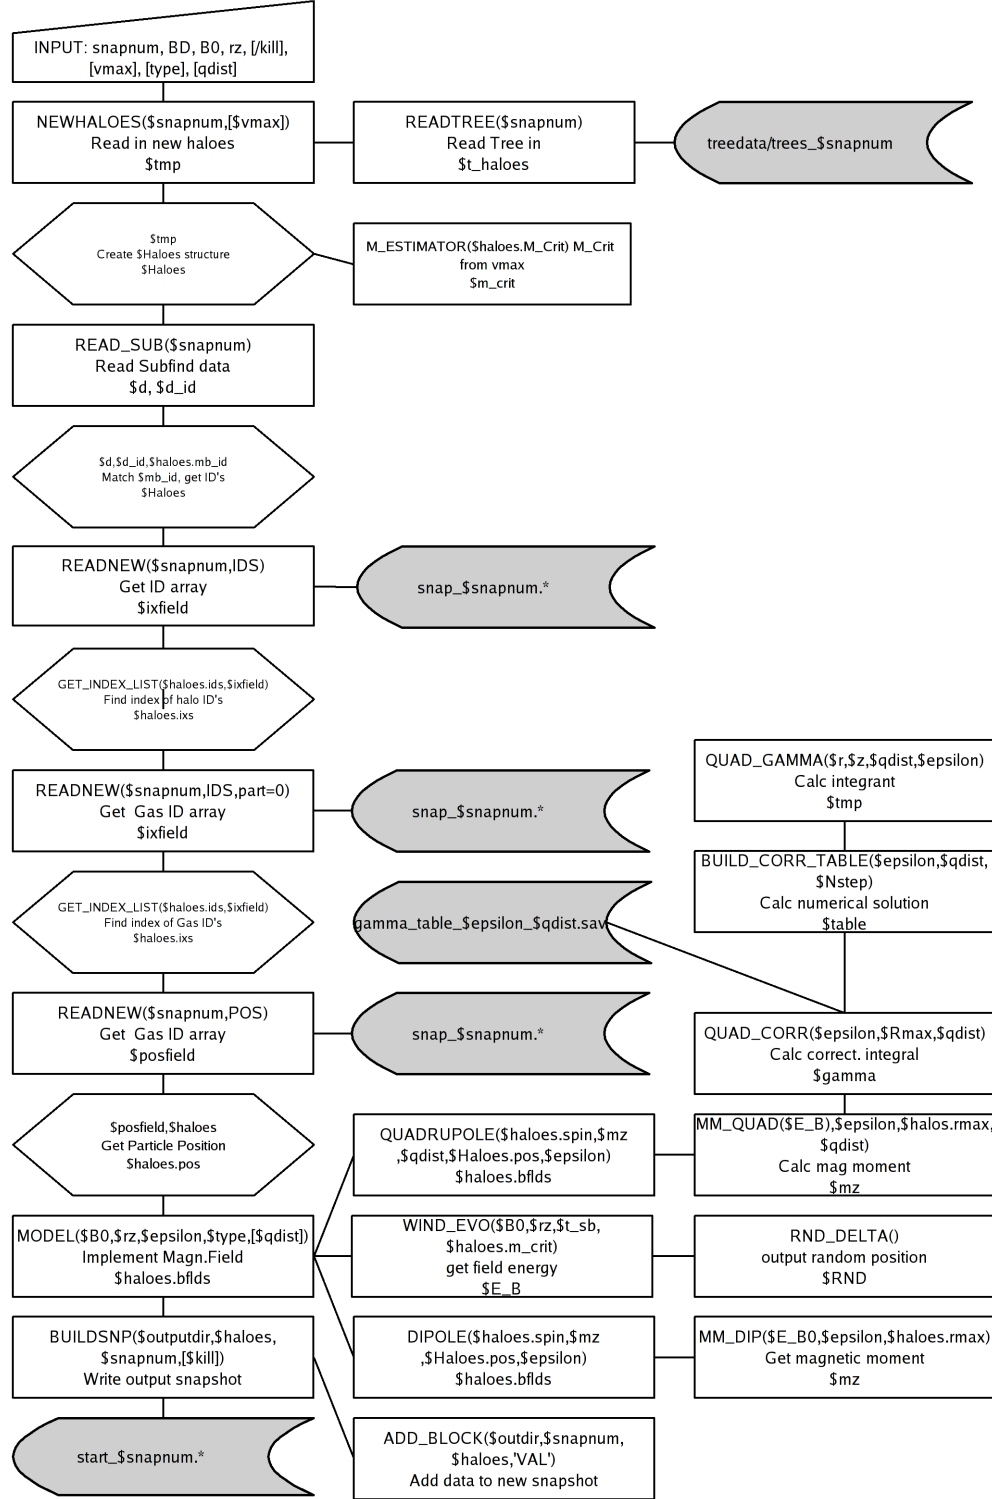 INPUT: snapnum, BD, B0, rz, [/kill],
[vmax], [type], [qdist]
NEWHALOES($snapnum,[$vmax])
Read in new haloes
$tmp
READTREE($snapnum)
Read Tree in
$t_haloes
treedata/trees_$snapnum
$tmp
Create $Haloes structure
$Haloes
M_ESTIMATOR($haloes.M_Crit) M_Crit
from vmax
$m_crit
READ_SUB($snapnum)
Read Subfind data
$d, $d_id
$d,$d_id,$haloes.mb_id
Match $mb_id, get ID's
$Haloes
READNEW($snapnum,IDS)
Get ID array
$ixfield
snap_$snapnum.*
GET_INDEX_LIST($haloes.ids,$ixfield)
Find index of halo ID's
$haloes.ixs
READNEW($snapnum,IDS,part=0)
Get  Gas ID array
$ixfield
snap_$snapnum.*
QUAD_GAMMA($r,$z,$qdist,$epsilon)
Calc integrant
$tmp
BUILD_CORR_TABLE($epsilon,$qdist,
$Nstep)
Calc numerical solution
$table
GET_INDEX_LIST($haloes.ids,$ixfield)
Find index of Gas ID's
$haloes.ixs
gamma_table_$epsilon_$qdist.sav
READNEW($snapnum,POS)
Get  Gas ID array
$posfield
snap_$snapnum.*
QUAD_CORR($epsilon,$Rmax,$qdist)
Calc correct. integral
$gamma
$posfield,$haloes
Get Particle Position
$haloes.pos
QUADRUPOLE($haloes.spin,$mz
,$qdist,$Haloes.pos,$epsilon)
$haloes.bflds
MM_QUAD($E_B),$epsilon,$halos.rmax,
$qdist)
Calc mag moment
$mz
MODEL($B0,$rz,$epsilon,$type,[$qdist])
Implement Magn.Field
$haloes.bflds
WIND_EVO($B0,$rz,$t_sb,
$haloes.m_crit)
get field energy
$E_B
RND_DELTA()
output random position
$RND
BUILDSNP($outputdir,$haloes,
$snapnum,[$kill])
Write output snapshot
DIPOLE($haloes.spin,$mz
,$Haloes.pos,$epsilon)
$haloes.bflds
MM_DIP($E_B0,$epsilon,$haloes.rmax)
Get magnetic moment
$mz
start_$snapnum.*
ADD_BLOCK($outdir,$snapnum,
$haloes,'VAL')
Add data to new snapshot